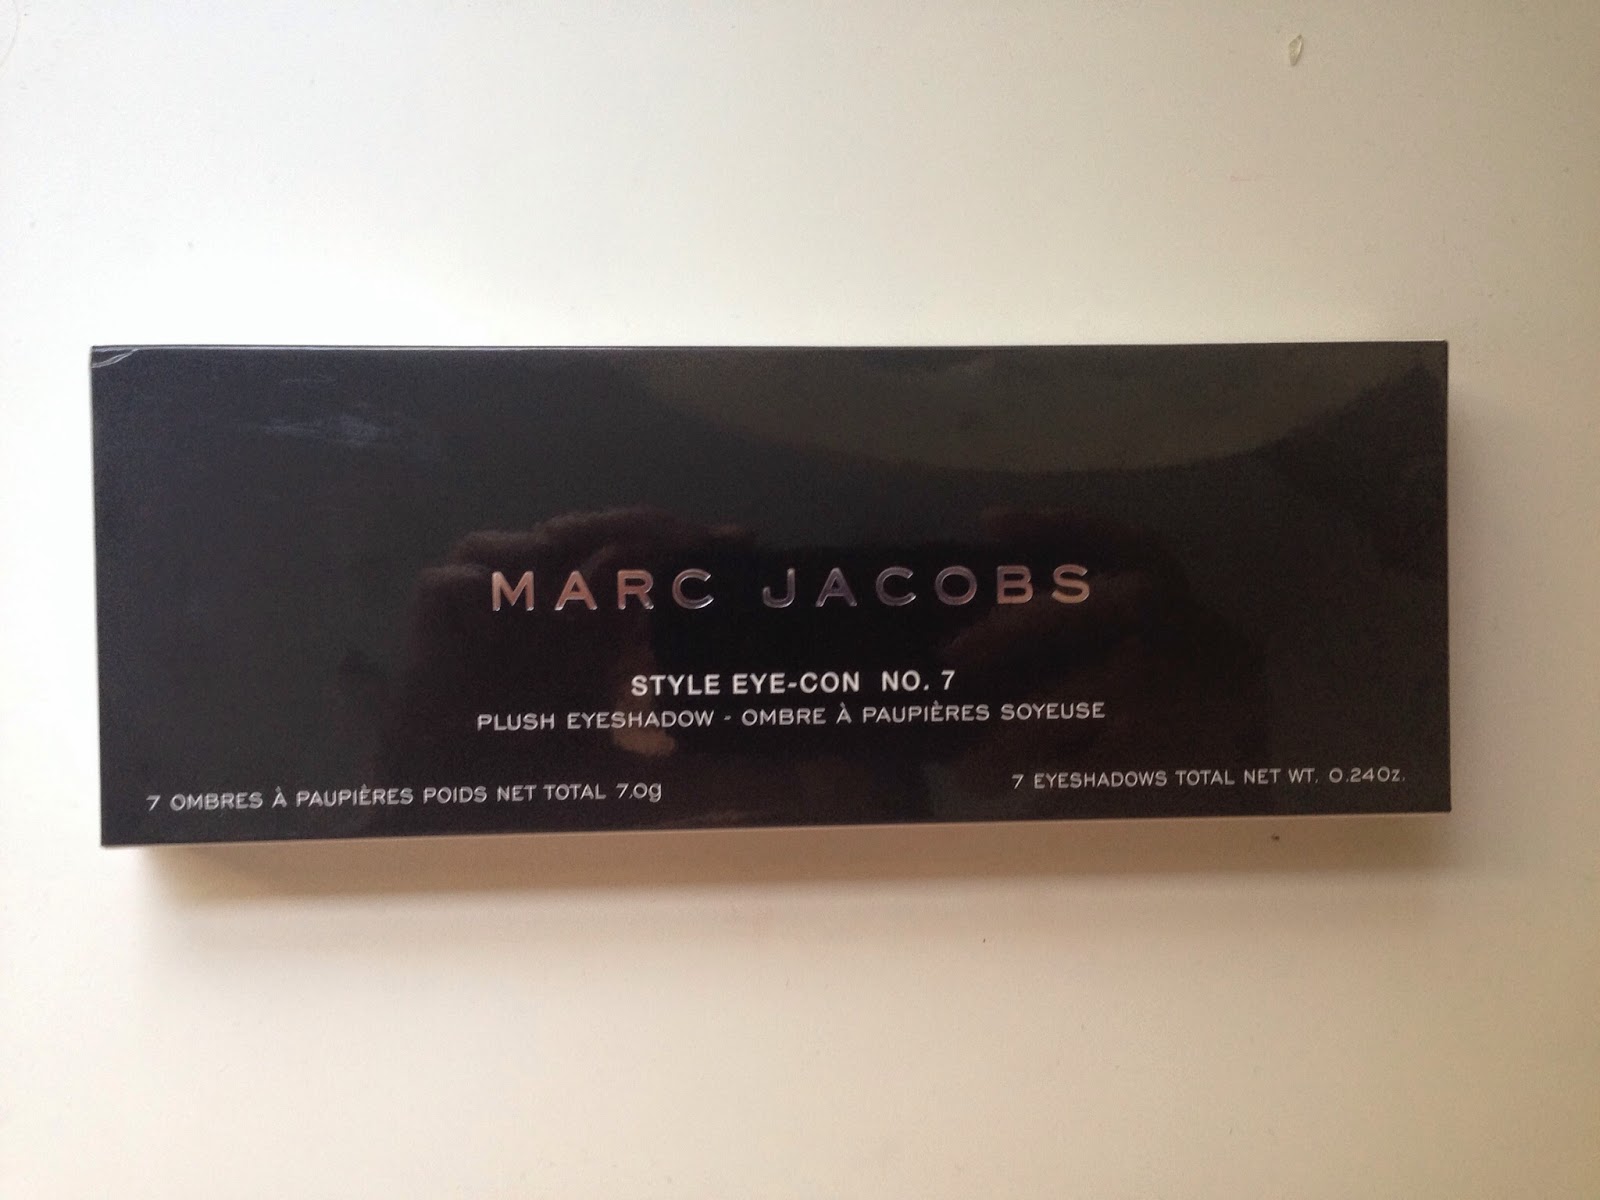 MARC JACOBS
STYLE EYE-CON NO. 7
PLUSH EYESHADOW - OMBRE À PAUPIÈRES SOYEUSE
7 OMBRES À PAUPIÈRES POIDS NET TOTAL 7.0g
7 EYESHADOWS TOTAL NET WT. 0.24Oz.